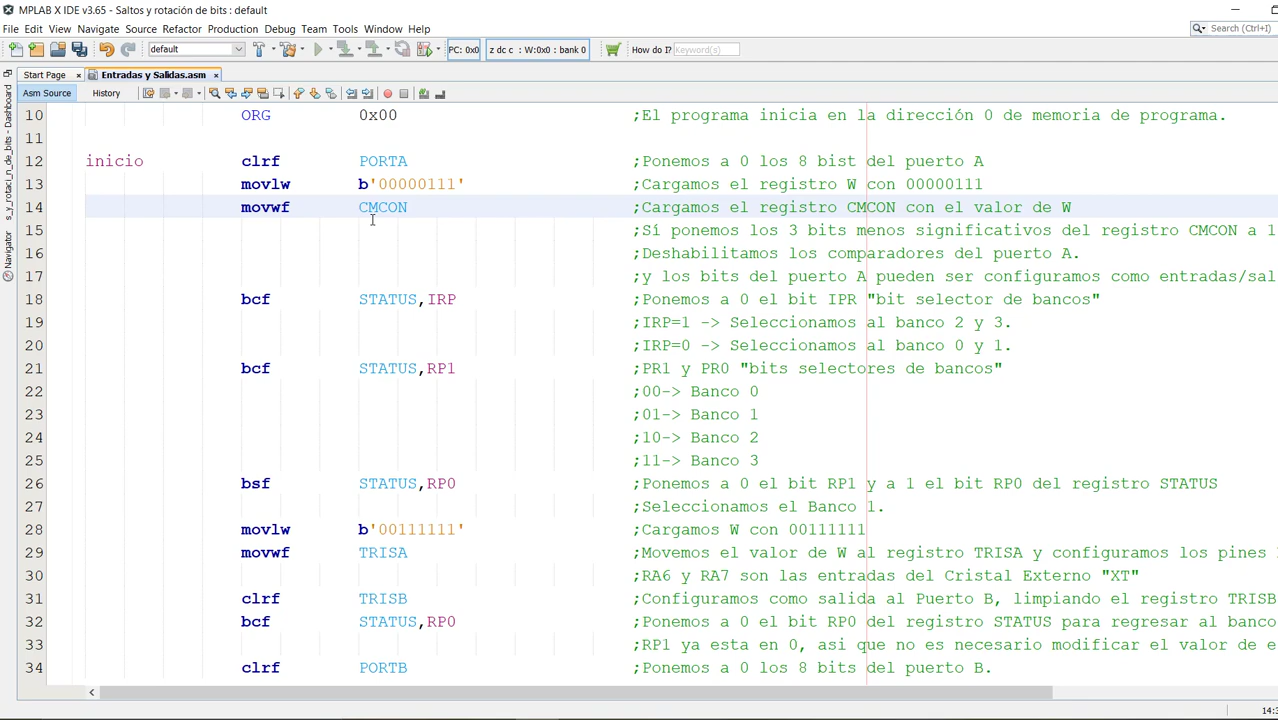 MPLAB X IDE v3.65 - Saltos y rotación de bits : default
File Edit View Navigate Source Refactor Production Debug Team Tools Window Help
Search (Ctrl+I)
default PC: 0x0 z dc c : W:0x0 : bank 0 How do I? Keyword(s)
Start Page × Entradas y Salidas.asm ×
Asm Source History
s_y_rotaci_n_de_bits - Dashboard
Navigator
10 ORG 0x00 ;El programa inicia en la dirección 0 de memoria de programa.
11
12 inicio clrf PORTA ;Ponemos a 0 los 8 bist del puerto A
13 movlw b'00000111' ;Cargamos el registro W con 00000111
14 movwf CMCON ;Cargamos el registro CMCON con el valor de W
15 ;Sí ponemos los 3 bits menos significativos del registro CMCON a 1
16 ;Deshabilitamos los comparadores del puerto A.
17 ;y los bits del puerto A pueden ser configuramos como entradas/sal
18 bcf STATUS,IRP ;Ponemos a 0 el bit IPR "bit selector de bancos"
19 ;IRP=1 -> Seleccionamos al banco 2 y 3.
20 ;IRP=0 -> Seleccionamos al banco 0 y 1.
21 bcf STATUS,RP1 ;PR1 y PR0 "bits selectores de bancos"
22 ;00-> Banco 0
23 ;01-> Banco 1
24 ;10-> Banco 2
25 ;11-> Banco 3
26 bsf STATUS,RP0 ;Ponemos a 0 el bit RP1 y a 1 el bit RP0 del registro STATUS
27 ;Seleccionamos el Banco 1.
28 movlw b'00111111' ;Cargamos W con 00111111
29 movwf TRISA ;Movemos el valor de W al registro TRISA y configuramos los pines
30 ;RA6 y RA7 son las entradas del Cristal Externo "XT"
31 clrf TRISB ;Configuramos como salida al Puerto B, limpiando el registro TRISB
32 bcf STATUS,RP0 ;Ponemos a 0 el bit RP0 del registro STATUS para regresar al banco
33 ;RP1 ya esta en 0, asi que no es necesario modificar el valor de e
34 clrf PORTB ;Ponemos a 0 los 8 bits del puerto B.
14:3